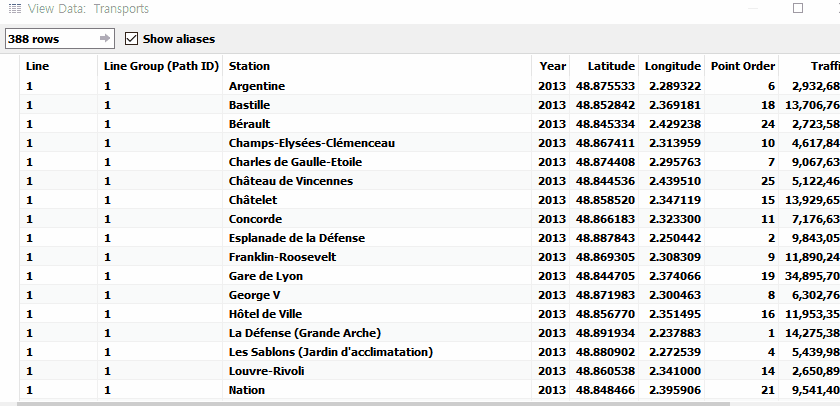 View Data: Transports
388 rows Show aliases
Line Line Group (Path ID) Station Year Latitude Longitude Point Order Traffi
1 1 Argentine 2013 48.875533 2.289322 6 2,932,68
1 1 Bastille 2013 48.852842 2.369181 18 13,706,76
1 1 Bérault 2013 48.845334 2.429238 24 2,723,58
1 1 Champs-Elysées-Clémenceau 2013 48.867411 2.313959 10 4,617,84
1 1 Charles de Gaulle-Etoile 2013 48.874408 2.295763 7 9,067,63
1 1 Château de Vincennes 2013 48.844536 2.439510 25 5,122,46
1 1 Châtelet 2013 48.858520 2.347119 15 13,929,65
1 1 Concorde 2013 48.866183 2.323300 11 7,176,63
1 1 Esplanade de la Défense 2013 48.887843 2.250442 2 9,843,05
1 1 Franklin-Roosevelt 2013 48.869305 2.308309 9 11,890,24
1 1 Gare de Lyon 2013 48.844705 2.374066 19 34,895,70
1 1 George V 2013 48.871983 2.300463 8 6,302,76
1 1 Hôtel de Ville 2013 48.856770 2.351495 16 11,953,35
1 1 La Défense (Grande Arche) 2013 48.891934 2.237883 1 14,275,38
1 1 Les Sablons (Jardin d'acclimatation) 2013 48.880902 2.272539 4 5,439,98
1 1 Louvre-Rivoli 2013 48.860538 2.341000 14 2,650,89
1 1 Nation 2013 48.848466 2.395906 21 9,541,40